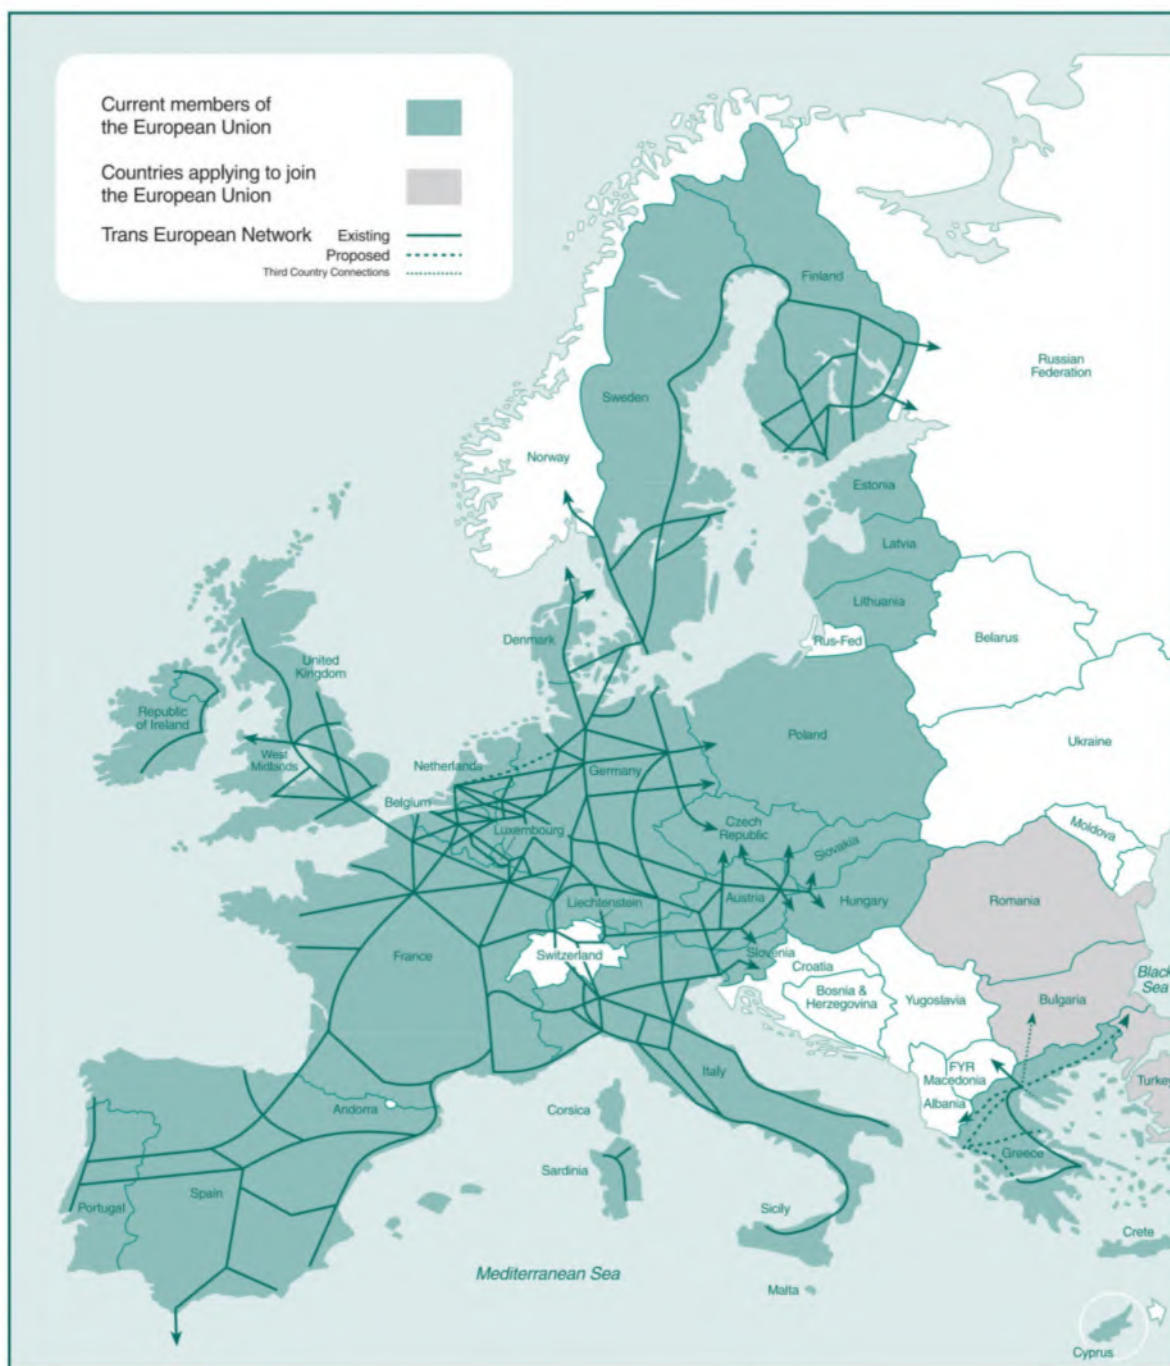 Current members of
the European Union
Countries applying to join
the European Union
Trans European Network
Existing
Proposed
Third Country Connections
Finland
Russian
Federation
Sweden
Norway
Estonia
Latvia
Lithuania
Denmark
Rus-Fed
Belarus
United
Kingdom
Republic
of Ireland
Poland
Ukraine
West
Midlands
Netherlands
Germany
Belgium
Luxembourg
Czech
Republic
Moldova
Slovakia
Austria
Hungary
Romania
Liechtenstein
France
Switzerland
Slovenia
Croatia
Bosnia &
Herzegovina
Yugoslavia
Bulgaria
Black
Sea
Italy
FYR
Macedonia
Turkey
Albania
Andorra
Corsica
Greece
Sardinia
Spain
Portugal
Sicily
Crete
Mediterranean Sea
Malta
Cyprus